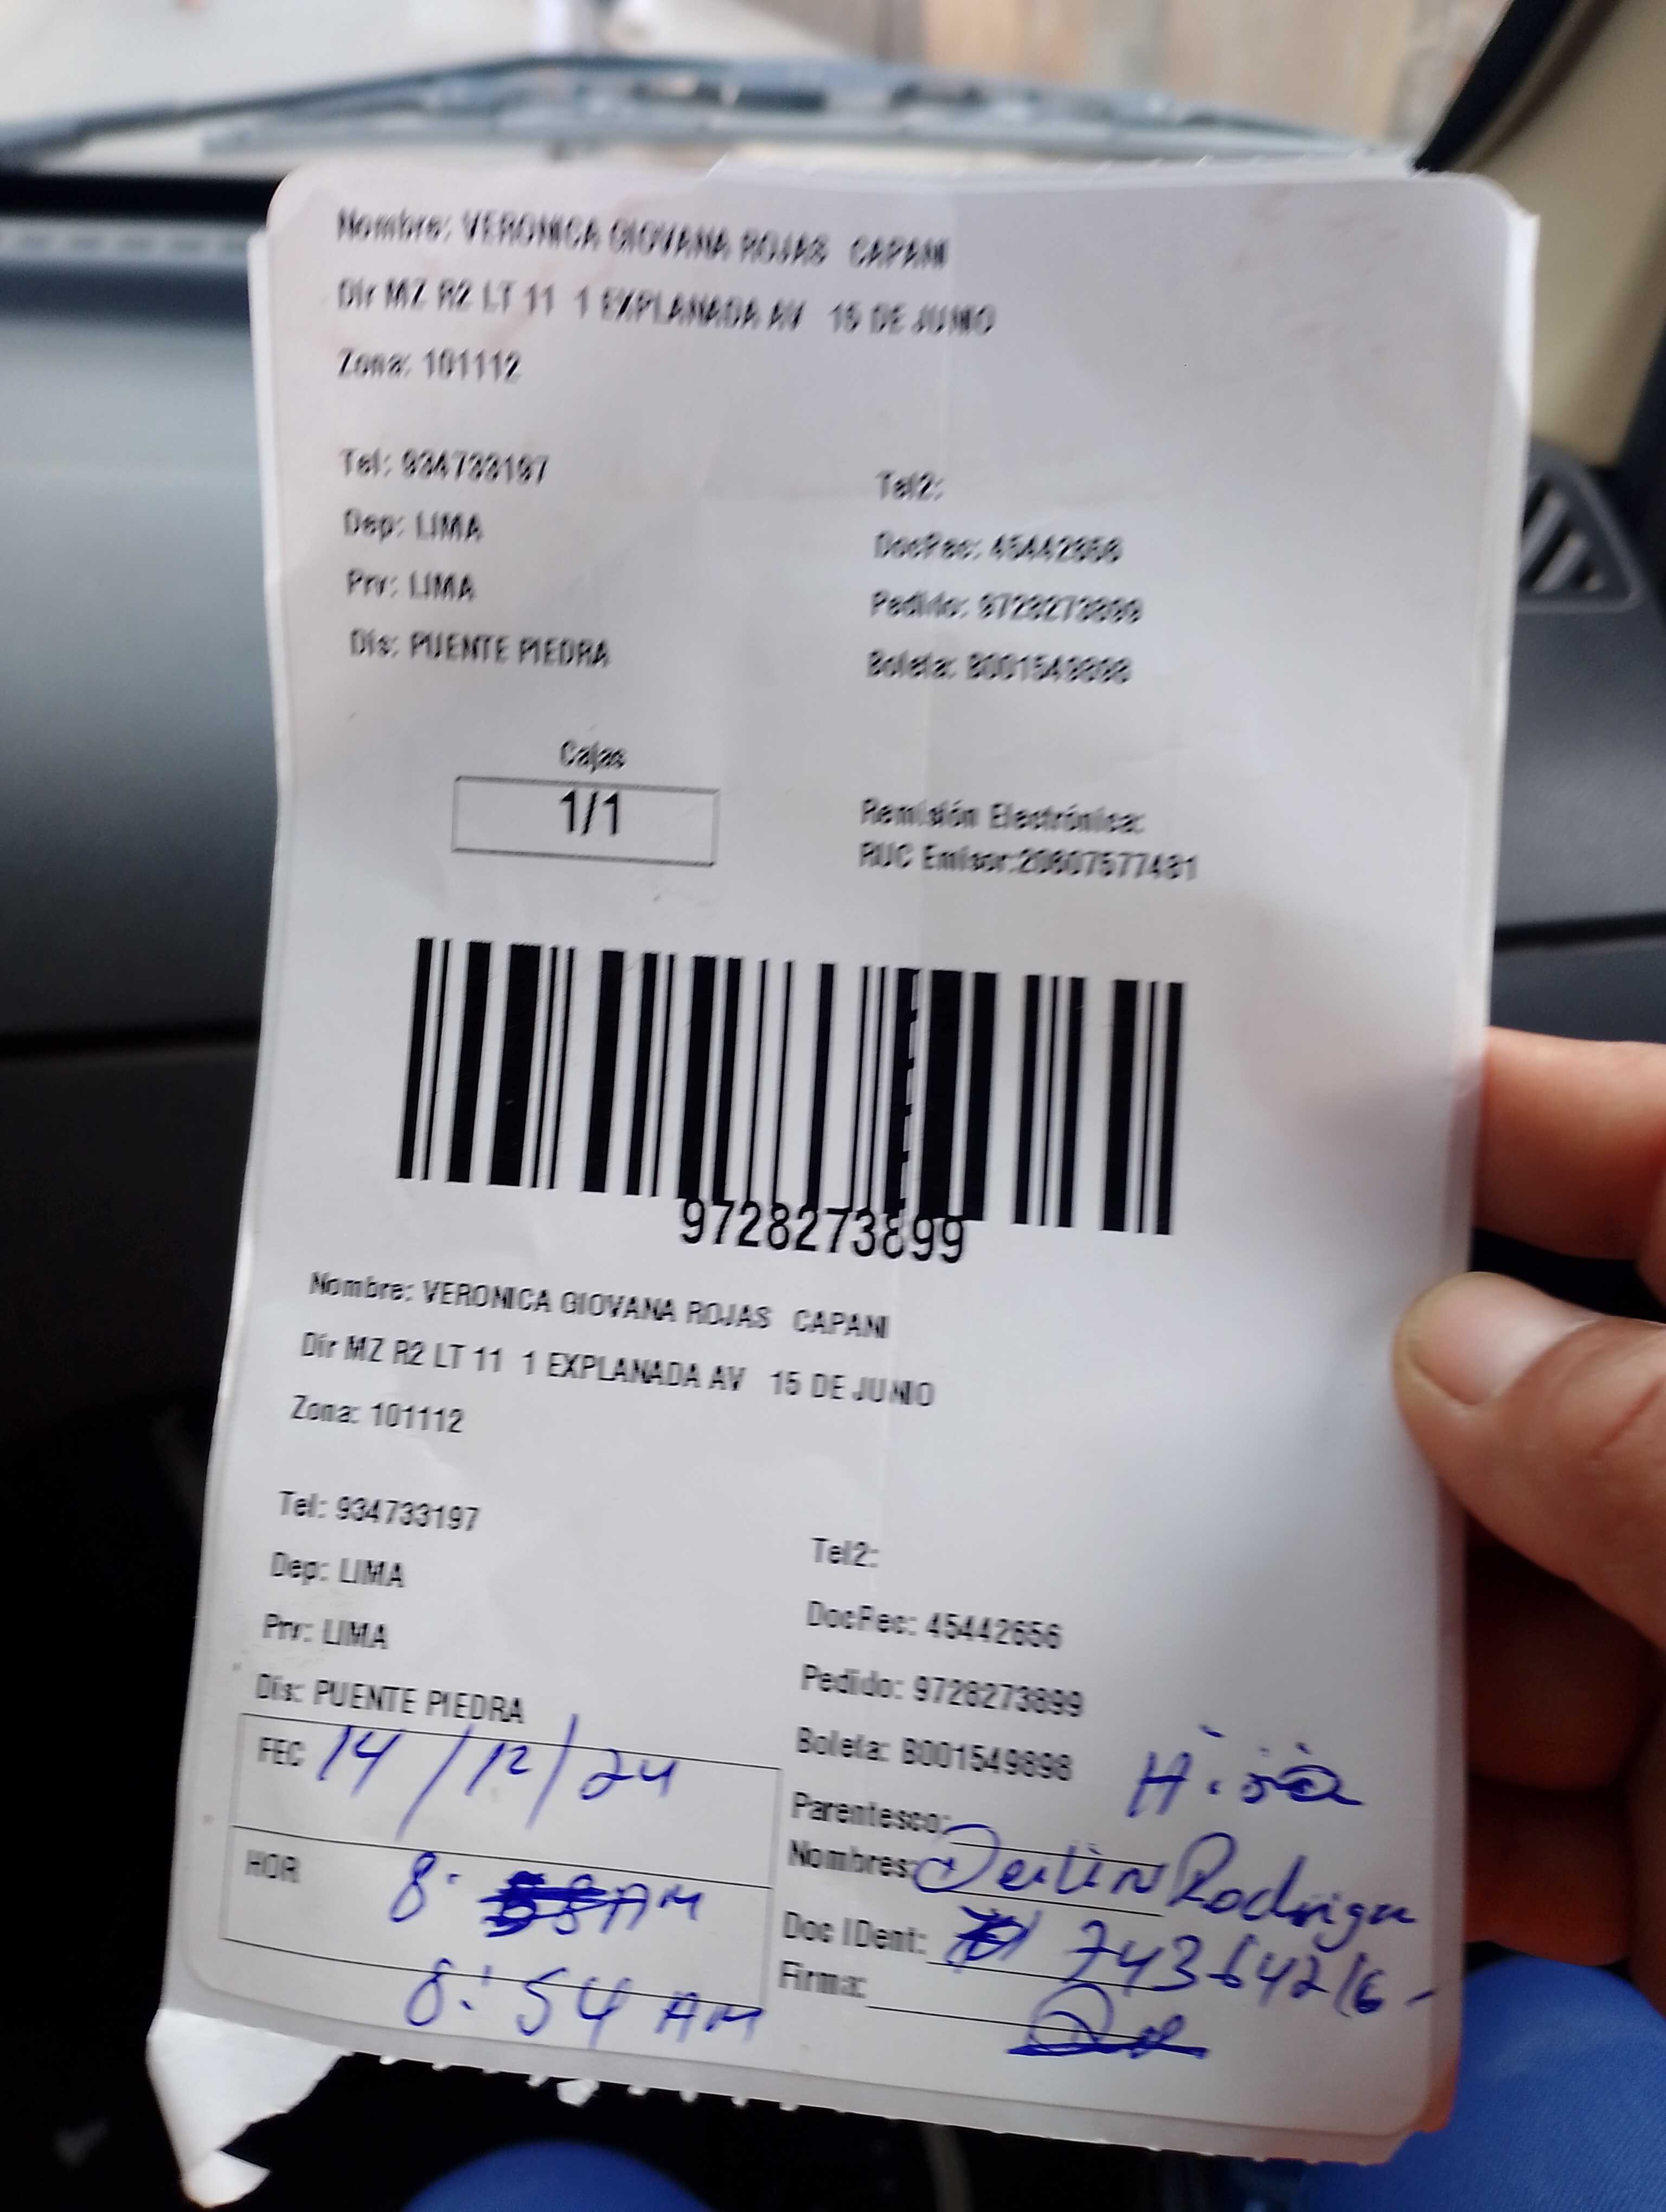 Nombre: VERONICA GIOVANA ROJAS CAPANI
Dir MZ R2 LT 11 1 EXPLANADA AV 15 DE JUNIO
Zona: 101112
Tel: 934733197
Tel2:
Dep: LIMA
DocRec: 45442656
Prv: LIMA
Pedido: 9728273899
Dis: PUENTE PIEDRA
Boleta: B001549898
Cajas
1/1
Remisión Electrónica:
RUC Emisor:20607577481
9728273899
Nombre: VERONICA GIOVANA ROJAS CAPANI
Dir MZ R2 LT 11 1 EXPLANADA AV 15 DE JUNIO
Zona: 101112
Tel: 934733197
Tel2:
Dep: LIMA
DocRec: 45442656
Prv: LIMA
Pedido: 9728273899
Dis: PUENTE PIEDRA
Boleta: B001549898
FEC 14/12/24
Parentesco: Hija
HOR 8: AM
8:54 AM
Nombres:
Doc IDent:
Firma: